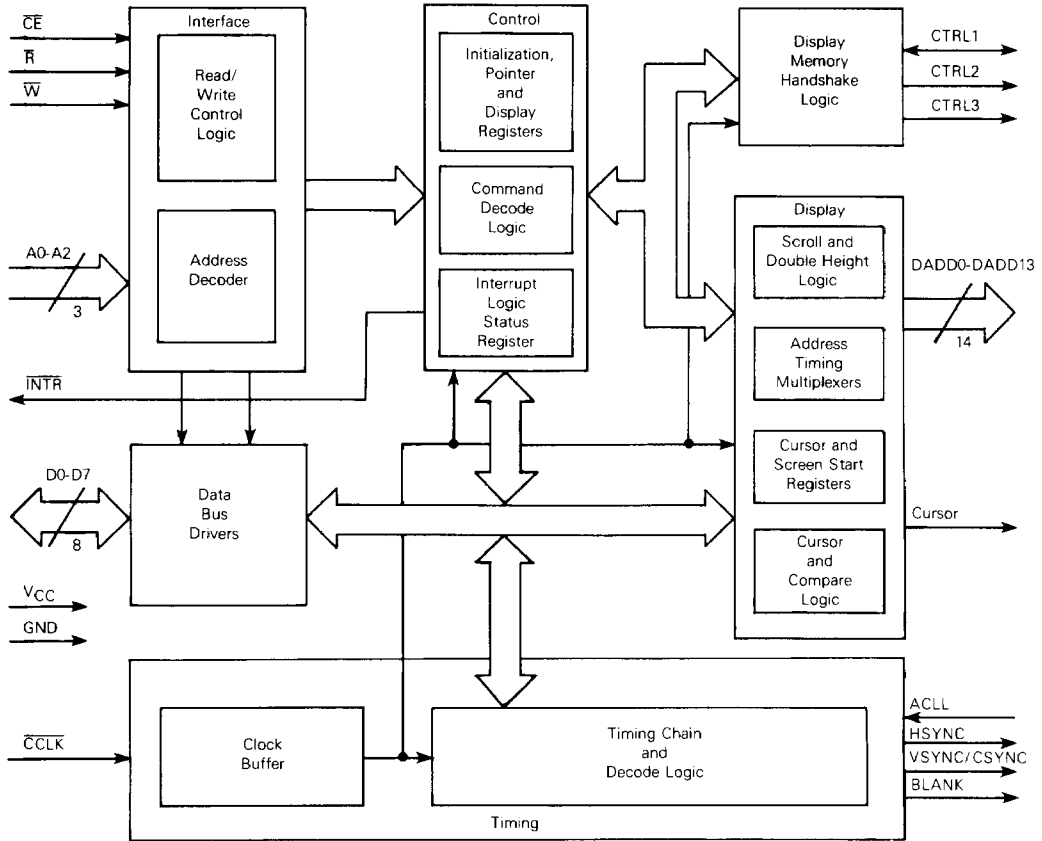 C̅E̅
R̅
W̅
A0-A2
3
I̅N̅T̅R̅
D0-D7
8
VCC
GND
C̅C̅L̅K̅
Interface
Read/
Write
Control
Logic
Address
Decoder
Data
Bus
Drivers
Control
Initialization,
Pointer
and
Display
Registers
Command
Decode
Logic
Interrupt
Logic
Status
Register
Display
Memory
Handshake
Logic
CTRL1
CTRL2
CTRL3
Display
Scroll and
Double Height
Logic
Address
Timing
Multiplexers
Cursor and
Screen Start
Registers
Cursor
and
Compare
Logic
DADD0-DADD13
14
Cursor
Clock
Buffer
Timing Chain
and
Decode Logic
Timing
ACLL
HSYNC
VSYNC/CSYNC
BLANK